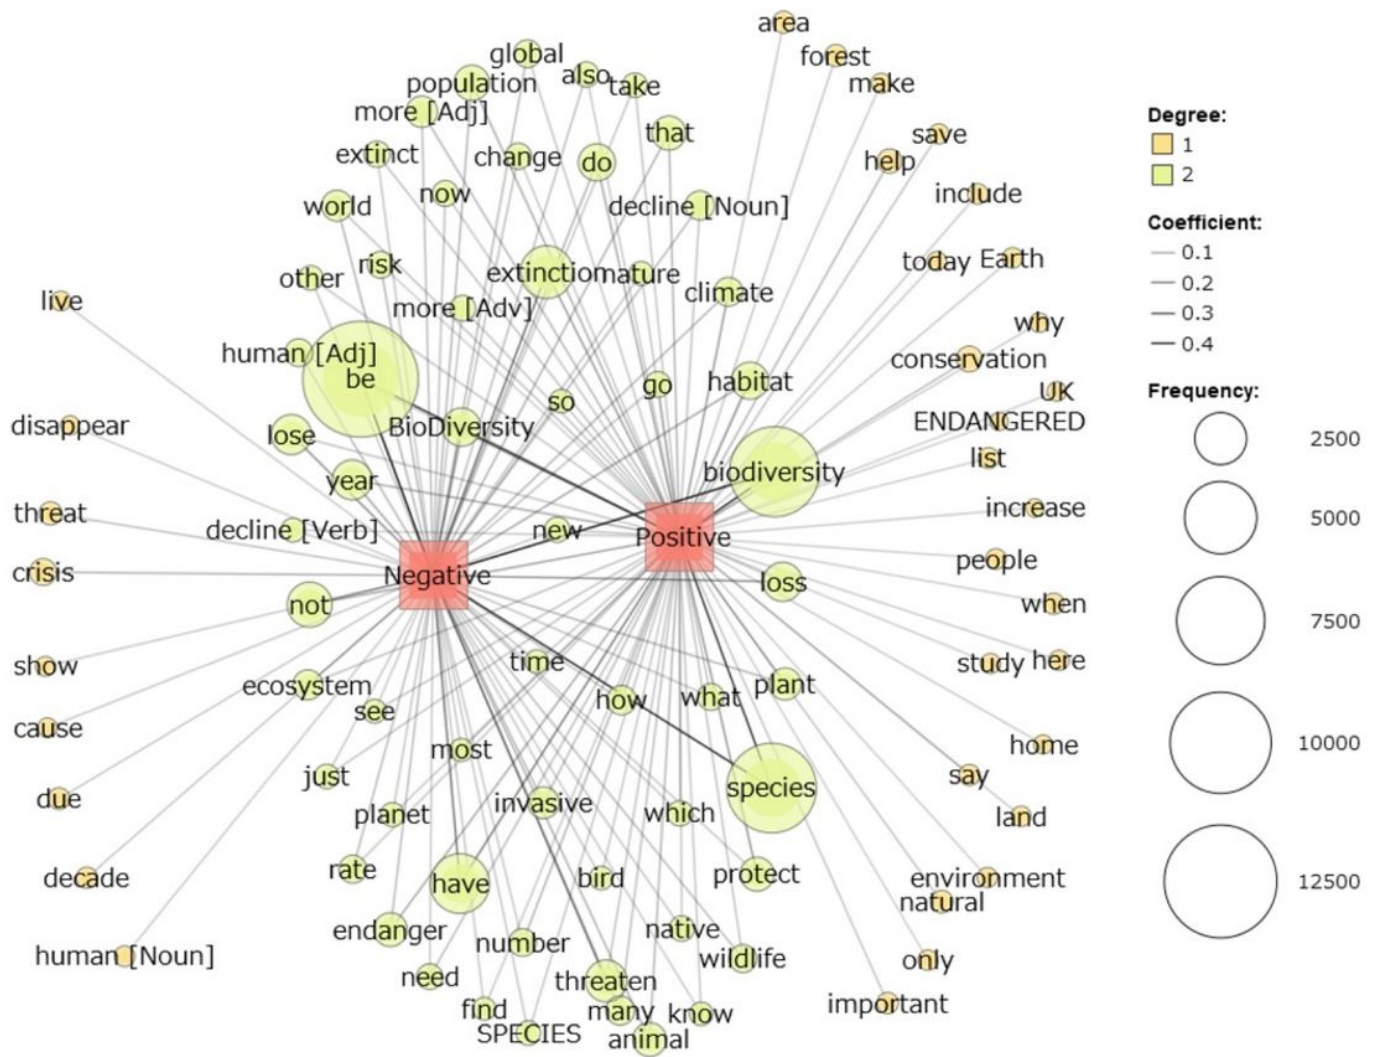 area
global
forest
population
also
take
make
more [Adj]
that
save
extinct
change
do
help
now
include
world
decline [Noun]
today
Earth
other
risk
extinction
nature
climate
live
more [Adv]
why
human [Adj]
be
conservation
so
go
habitat
UK
disappear
lose
BioDiversity
ENDANGERED
year
biodiversity
list
threat
decline [Verb]
new
Positive
increase
crisis
Negative
loss
people
not
when
show
ecosystem
time
study
here
see
how
what
plant
cause
most
home
just
species
say
due
planet
invasive
which
land
decade
rate
have
bird
protect
environment
natural
endanger
number
native
human [Noun]
wildlife
only
need
threaten
find
many
know
important
SPECIES
animal
Degree:
1
2
Coefficient:
0.1
0.2
0.3
0.4
Frequency:
2500
5000
7500
10000
12500